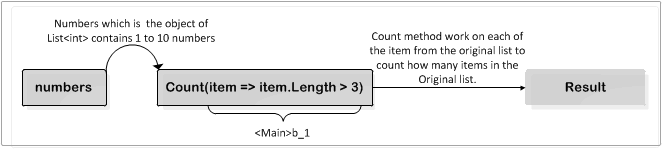 Numbers which is the object of
List<int> contains 1 to 10 numbers
Count method work on each of
the item from the original list to
count how many items in the
Original list.
numbers
Count(item => item.Length > 3)
Result
<Main>b_1